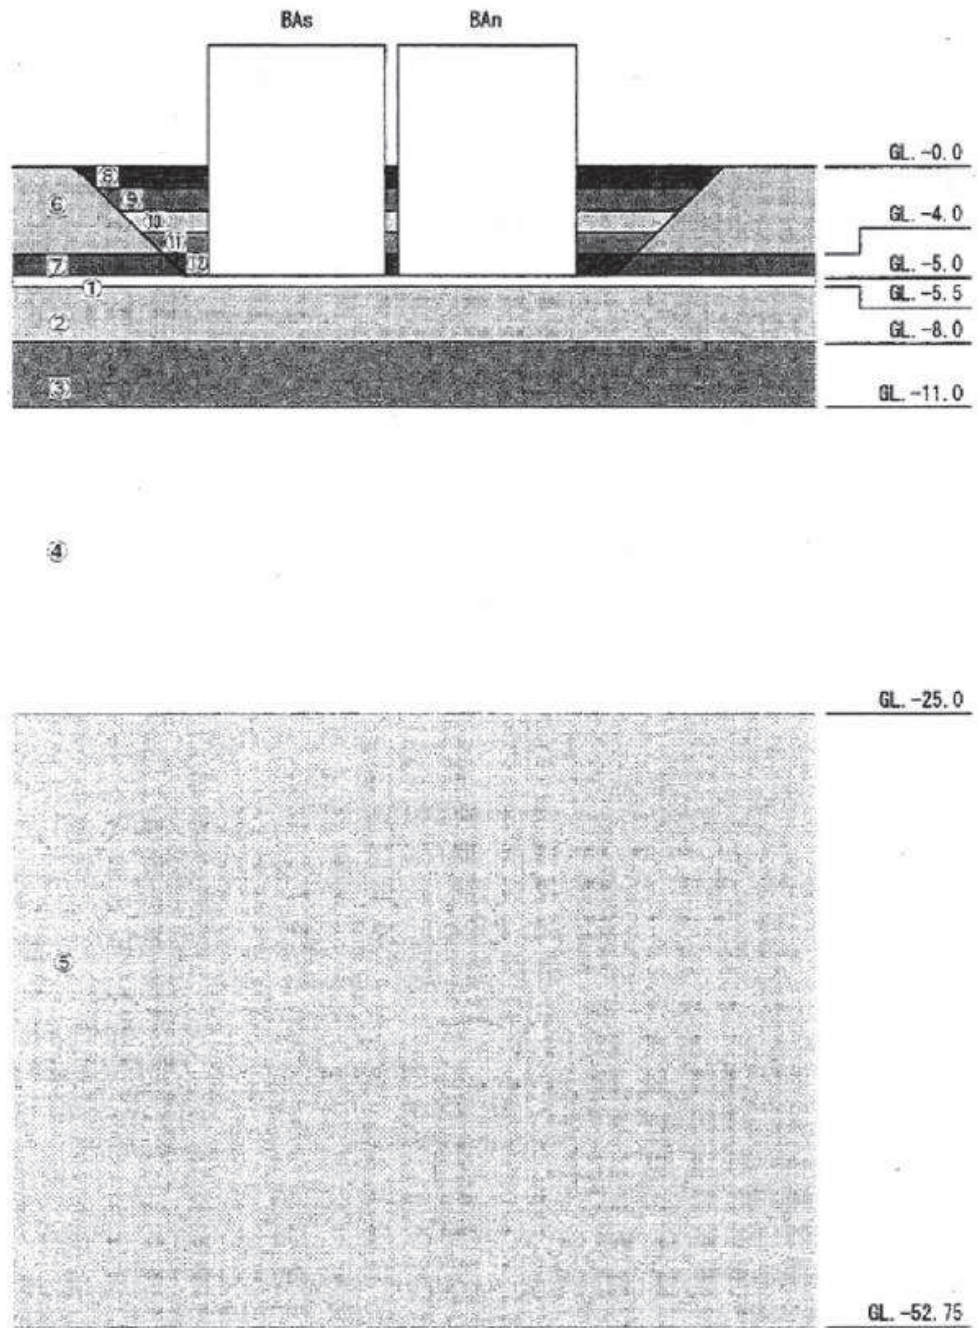 BAs BAn
GL. -0.0
⑧
⑨
⑥
⑩
GL. -4.0
⑪
⑦ ⑫
GL. -5.0
①
GL. -5.5
②
GL. -8.0
③
GL. -11.0
④
GL. -25.0
⑤
GL. -52.75